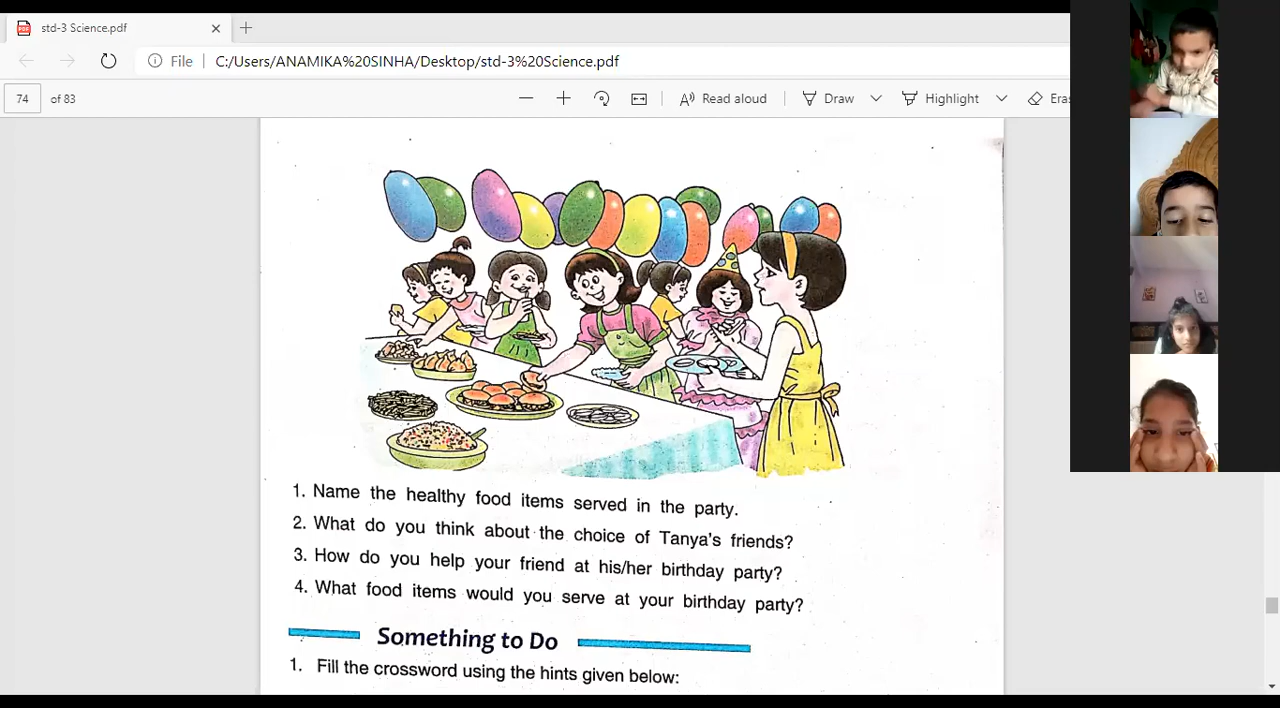 std-3 Science.pdf
File
C:/Users/ANAMIKA%20SINHA/Desktop/std-3%20Science.pdf
74 of 83
Read aloud
Draw
Highlight
Eras
1. Name the healthy food items served in the party.
2. What do you think about the choice of Tanya's friends?
3. How do you help your friend at his/her birthday party?
4. What food items would you serve at your birthday party?
Something to Do
1. Fill the crossword using the hints given below: